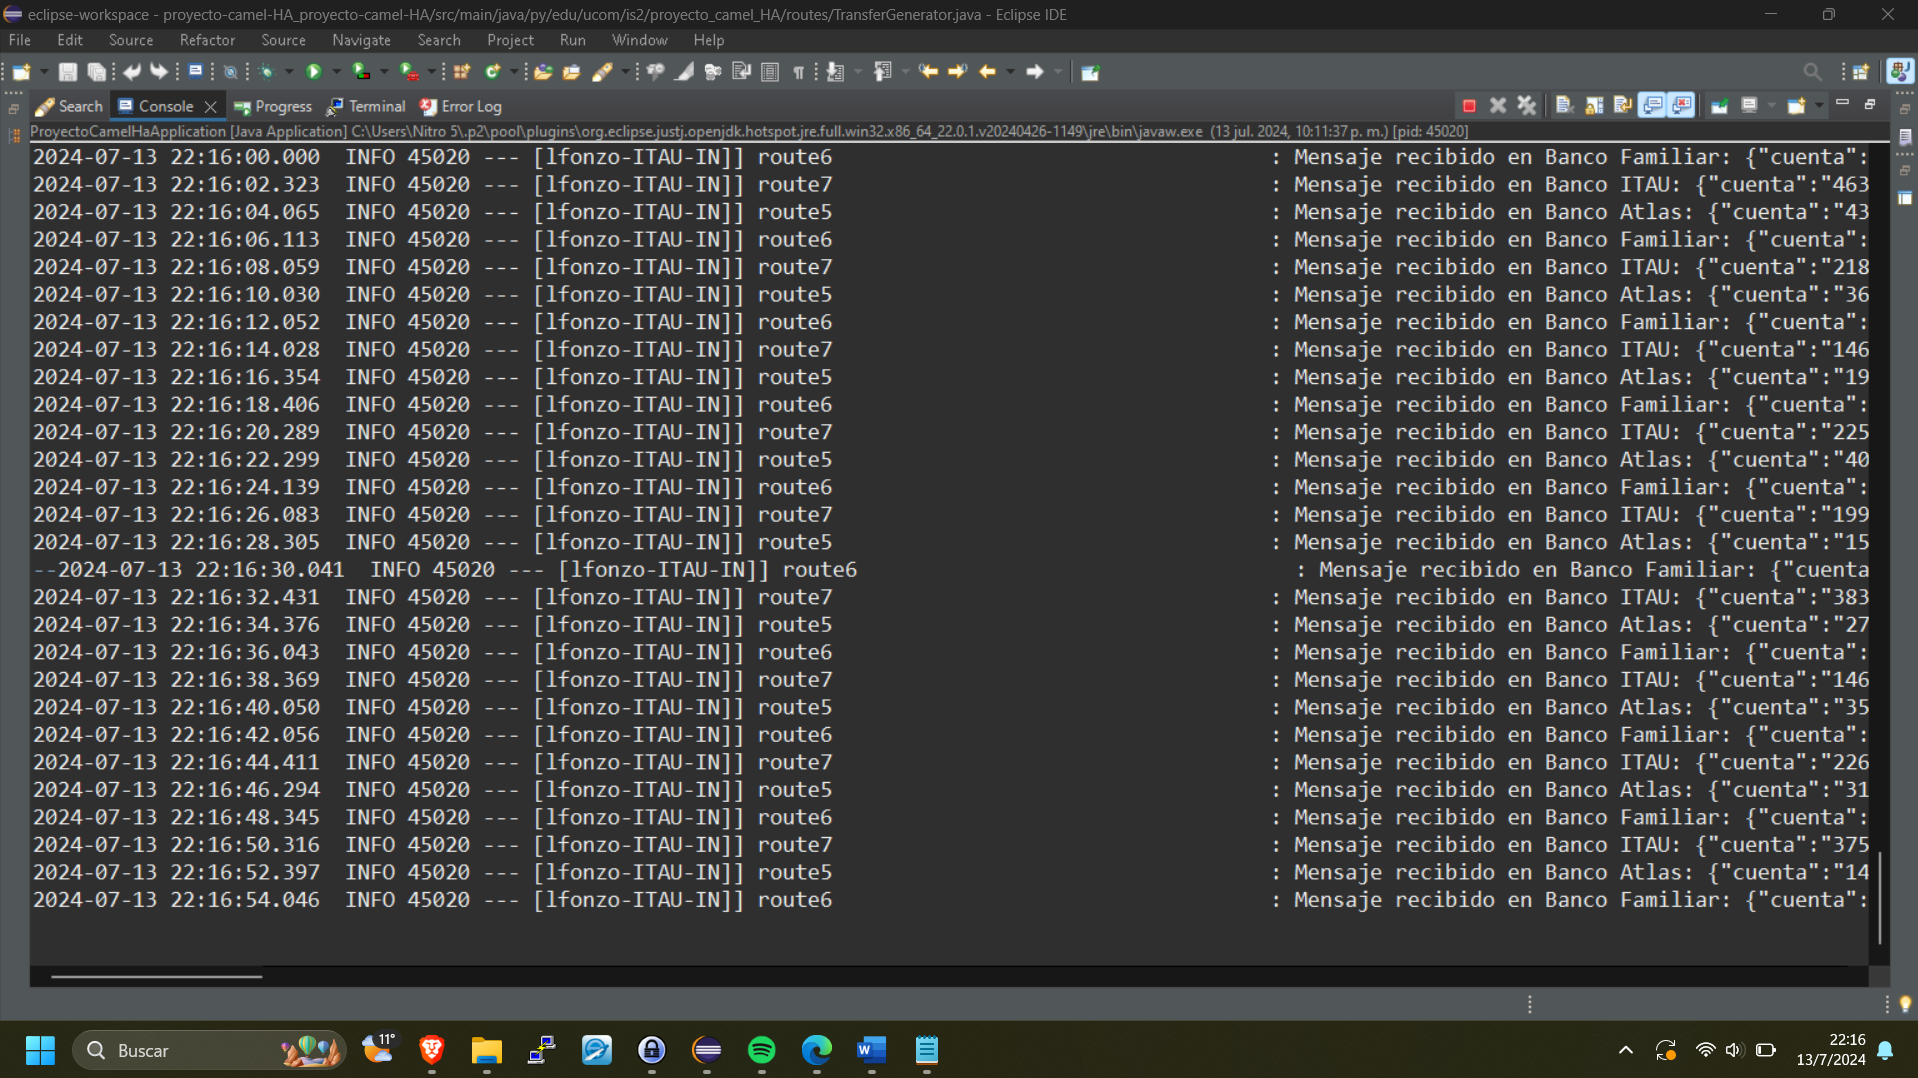 eclipse-workspace - proyecto-camel-HA_proyecto-camel-HA/src/main/java/py/edu/ucom/is2/proyecto_camel_HA/routes/TransferGenerator.java - Eclipse IDE
File Edit Source Refactor Source Navigate Search Project Run Window Help
Search Console Progress Terminal Error Log
ProyectoCamelHaApplication [Java Application] C:\Users\Nitro 5\.p2\pool\plugins\org.eclipse.justj.openjdk.hotspot.jre.full.win32.x86_64_22.0.1.v20240426-1149\jre\bin\javaw.exe (13 jul. 2024, 10:11:37 p. m.) [pid: 45020]
2024-07-13 22:16:00.000 INFO 45020 --- [lfonzo-ITAU-IN]] route6 : Mensaje recibido en Banco Familiar: {"cuenta":
2024-07-13 22:16:02.323 INFO 45020 --- [lfonzo-ITAU-IN]] route7 : Mensaje recibido en Banco ITAU: {"cuenta":"463
2024-07-13 22:16:04.065 INFO 45020 --- [lfonzo-ITAU-IN]] route5 : Mensaje recibido en Banco Atlas: {"cuenta":"43
2024-07-13 22:16:06.113 INFO 45020 --- [lfonzo-ITAU-IN]] route6 : Mensaje recibido en Banco Familiar: {"cuenta":
2024-07-13 22:16:08.059 INFO 45020 --- [lfonzo-ITAU-IN]] route7 : Mensaje recibido en Banco ITAU: {"cuenta":"218
2024-07-13 22:16:10.030 INFO 45020 --- [lfonzo-ITAU-IN]] route5 : Mensaje recibido en Banco Atlas: {"cuenta":"36
2024-07-13 22:16:12.052 INFO 45020 --- [lfonzo-ITAU-IN]] route6 : Mensaje recibido en Banco Familiar: {"cuenta":
2024-07-13 22:16:14.028 INFO 45020 --- [lfonzo-ITAU-IN]] route7 : Mensaje recibido en Banco ITAU: {"cuenta":"146
2024-07-13 22:16:16.354 INFO 45020 --- [lfonzo-ITAU-IN]] route5 : Mensaje recibido en Banco Atlas: {"cuenta":"19
2024-07-13 22:16:18.406 INFO 45020 --- [lfonzo-ITAU-IN]] route6 : Mensaje recibido en Banco Familiar: {"cuenta":
2024-07-13 22:16:20.289 INFO 45020 --- [lfonzo-ITAU-IN]] route7 : Mensaje recibido en Banco ITAU: {"cuenta":"225
2024-07-13 22:16:22.299 INFO 45020 --- [lfonzo-ITAU-IN]] route5 : Mensaje recibido en Banco Atlas: {"cuenta":"40
2024-07-13 22:16:24.139 INFO 45020 --- [lfonzo-ITAU-IN]] route6 : Mensaje recibido en Banco Familiar: {"cuenta":
2024-07-13 22:16:26.083 INFO 45020 --- [lfonzo-ITAU-IN]] route7 : Mensaje recibido en Banco ITAU: {"cuenta":"199
2024-07-13 22:16:28.305 INFO 45020 --- [lfonzo-ITAU-IN]] route5 : Mensaje recibido en Banco Atlas: {"cuenta":"15
--2024-07-13 22:16:30.041 INFO 45020 --- [lfonzo-ITAU-IN]] route6 : Mensaje recibido en Banco Familiar: {"cuenta
2024-07-13 22:16:32.431 INFO 45020 --- [lfonzo-ITAU-IN]] route7 : Mensaje recibido en Banco ITAU: {"cuenta":"383
2024-07-13 22:16:34.376 INFO 45020 --- [lfonzo-ITAU-IN]] route5 : Mensaje recibido en Banco Atlas: {"cuenta":"27
2024-07-13 22:16:36.043 INFO 45020 --- [lfonzo-ITAU-IN]] route6 : Mensaje recibido en Banco Familiar: {"cuenta":
2024-07-13 22:16:38.369 INFO 45020 --- [lfonzo-ITAU-IN]] route7 : Mensaje recibido en Banco ITAU: {"cuenta":"146
2024-07-13 22:16:40.050 INFO 45020 --- [lfonzo-ITAU-IN]] route5 : Mensaje recibido en Banco Atlas: {"cuenta":"35
2024-07-13 22:16:42.056 INFO 45020 --- [lfonzo-ITAU-IN]] route6 : Mensaje recibido en Banco Familiar: {"cuenta":
2024-07-13 22:16:44.411 INFO 45020 --- [lfonzo-ITAU-IN]] route7 : Mensaje recibido en Banco ITAU: {"cuenta":"226
2024-07-13 22:16:46.294 INFO 45020 --- [lfonzo-ITAU-IN]] route5 : Mensaje recibido en Banco Atlas: {"cuenta":"31
2024-07-13 22:16:48.345 INFO 45020 --- [lfonzo-ITAU-IN]] route6 : Mensaje recibido en Banco Familiar: {"cuenta":
2024-07-13 22:16:50.316 INFO 45020 --- [lfonzo-ITAU-IN]] route7 : Mensaje recibido en Banco ITAU: {"cuenta":"375
2024-07-13 22:16:52.397 INFO 45020 --- [lfonzo-ITAU-IN]] route5 : Mensaje recibido en Banco Atlas: {"cuenta":"14
2024-07-13 22:16:54.046 INFO 45020 --- [lfonzo-ITAU-IN]] route6 : Mensaje recibido en Banco Familiar: {"cuenta":
Buscar
11°
22:16
13/7/2024